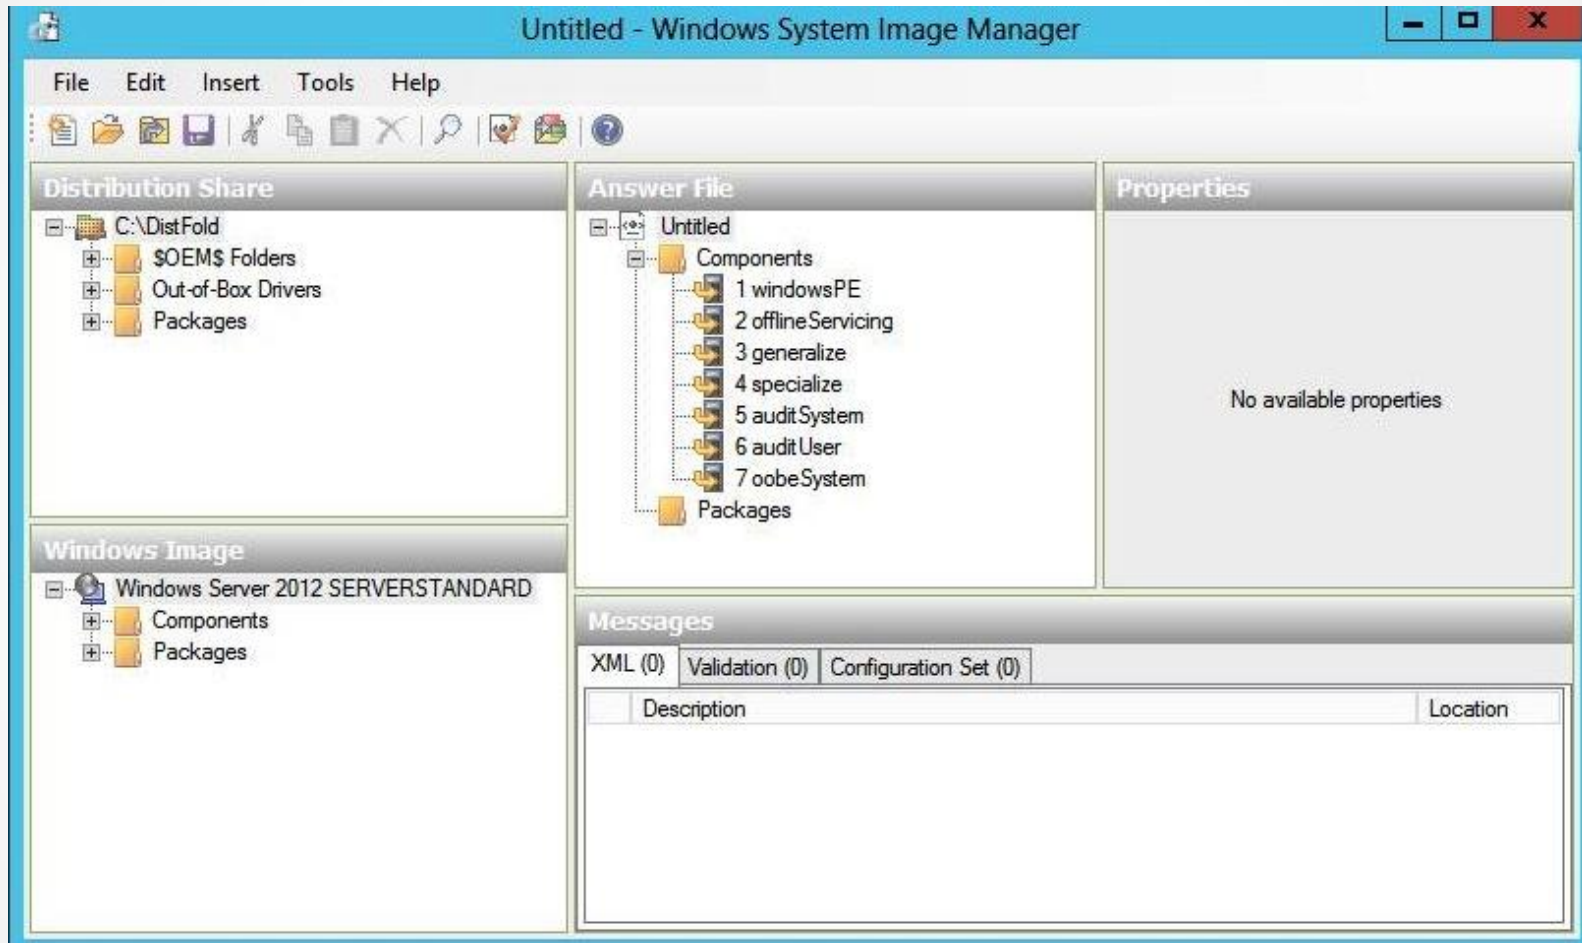 Untitled - Windows System Image Manager
File Edit Insert Tools Help
Distribution Share
C:\DistFold
$OEM$ Folders
Out-of-Box Drivers
Packages
Windows Image
Windows Server 2012 SERVERSTANDARD
Components
Packages
Answer File
Untitled
Components
1 windowsPE
2 offlineServicing
3 generalize
4 specialize
5 auditSystem
6 auditUser
7 oobeSystem
Packages
Properties
No available properties
Messages
XML (0) Validation (0) Configuration Set (0)
Description Location